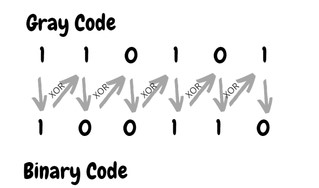 Gray Code
1 1 0 1 0 1
XOR XOR XOR XOR XOR
1 0 0 1 1 0
Binary Code